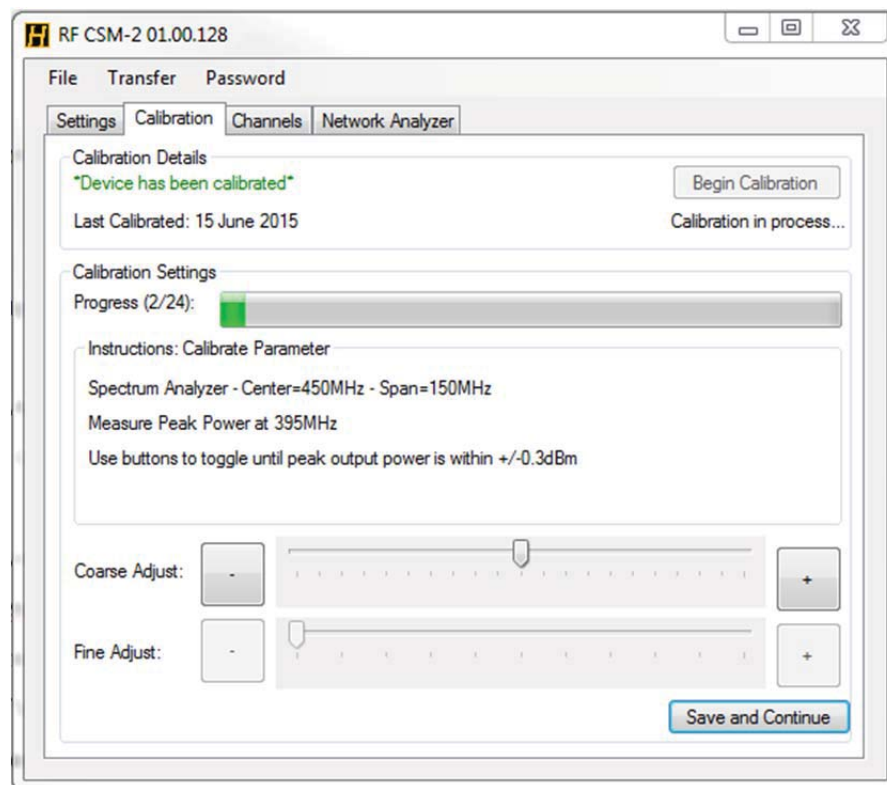 H RF CSM-2 01.00.128
File Transfer Password
Settings Calibration Channels Network Analyzer
Calibration Details
*Device has been calibrated*
Begin Calibration
Last Calibrated: 15 June 2015
Calibration in process...
Calibration Settings
Progress (2/24):
Instructions: Calibrate Parameter
Spectrum Analyzer - Center=450MHz - Span=150MHz
Measure Peak Power at 395MHz
Use buttons to toggle until peak output power is within +/-0.3dBm
Coarse Adjust: - +
Fine Adjust: - +
Save and Continue